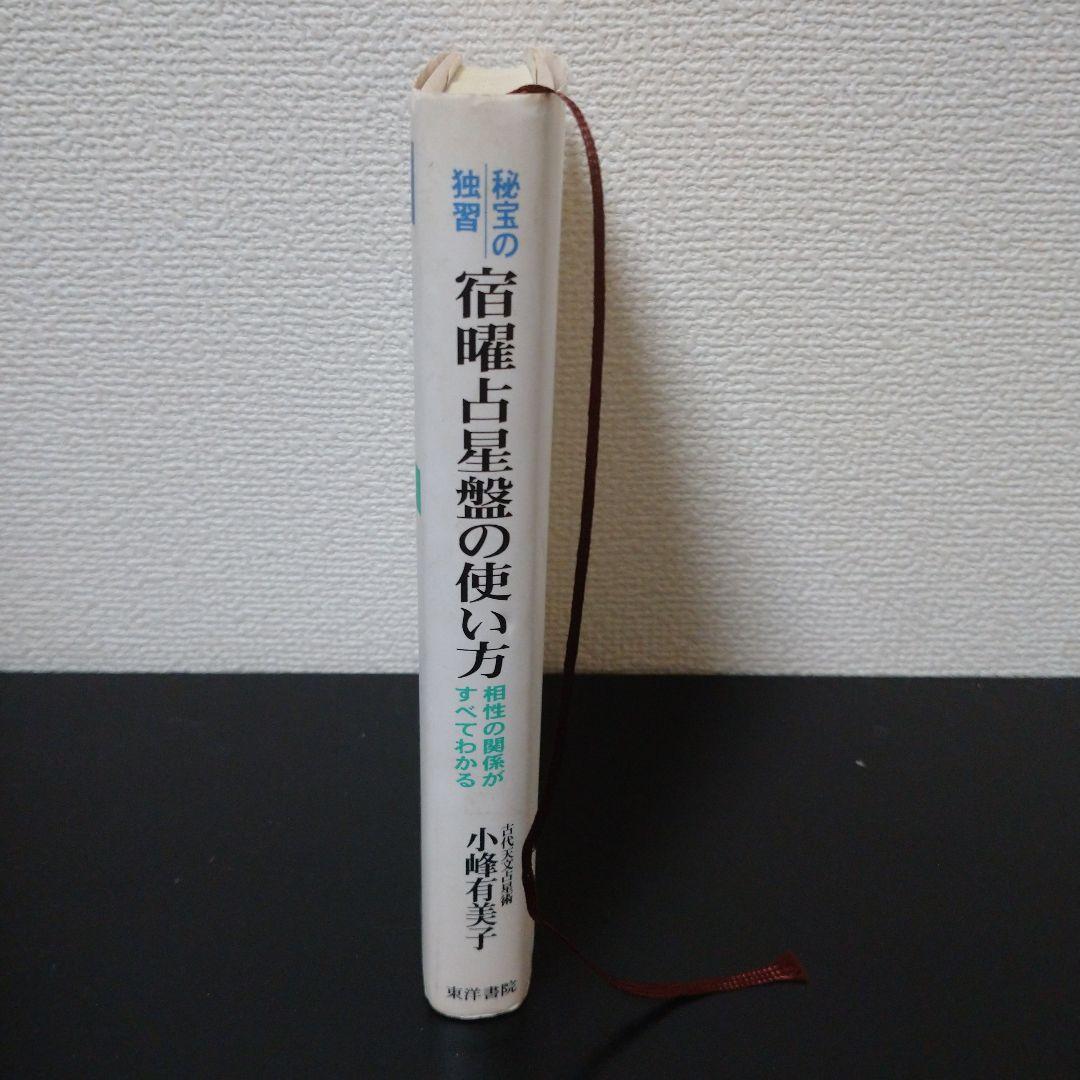 秘宝の
独習
宿曜占星盤の使い方
相性の関係が
すべてわかる
古代天文占星術
小峰有美子
東洋書院